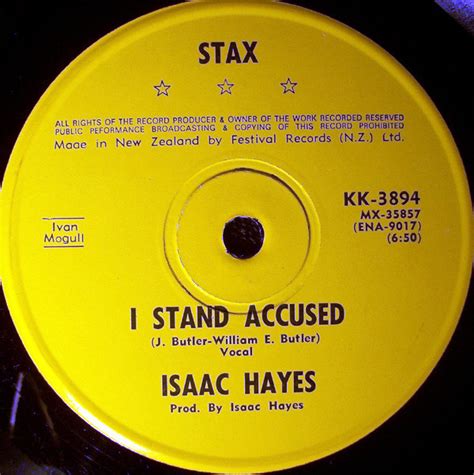 STAX
ALL RIGHTS OF THE RECORD PRODUCER & OWNER OF THE WORK RECORDED RESERVED
PUBLIC PEFORMANCE BROADCASTING & COPYING OF THIS RECORD PROHIBITED
Made in New Zealand by Festival Records (N.Z.) Ltd.
KK-3894
MX-35857
(ENA-9017)
(6:50)
Ivan
Mogull
I STAND ACCUSED
(J. Butler-William E. Butler)
Vocal
ISAAC HAYES
Prod. By Isaac Hayes